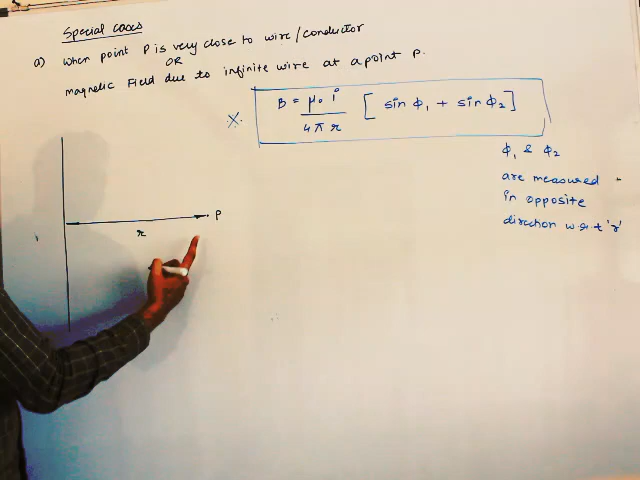 Special cases
a) When point P is very close to wire/conductor
OR
Magnetic Field due to infinite wire at a point P.
B = μ₀ i / 4π r [ sin ϕ₁ + sin ϕ₂ ]
ϕ₁ & ϕ₂
are measured
in opposite
direction w.r.t 'r'
P
r